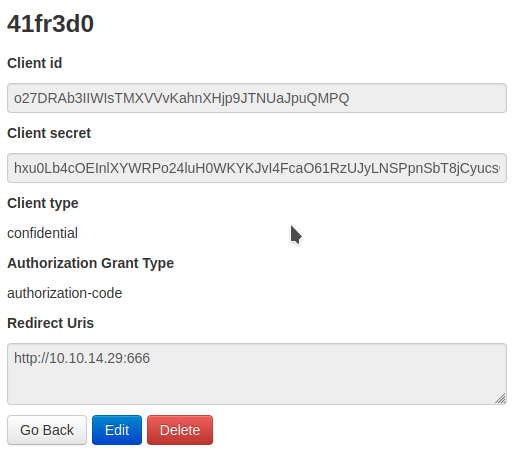 41fr3d0
Client id
o27DRAb3IIWIsTMXVVvKahnXHjp9JTNUaJpuQMPQ
Client secret
hxu0Lb4cOEInlXYWRPo24luH0WKYKJvI4FcaO61RzUJyLNSPpnSbT8jCyucs
Client type
confidential
Authorization Grant Type
authorization-code
Redirect Uris
http://10.10.14.29:666
Go Back Edit Delete